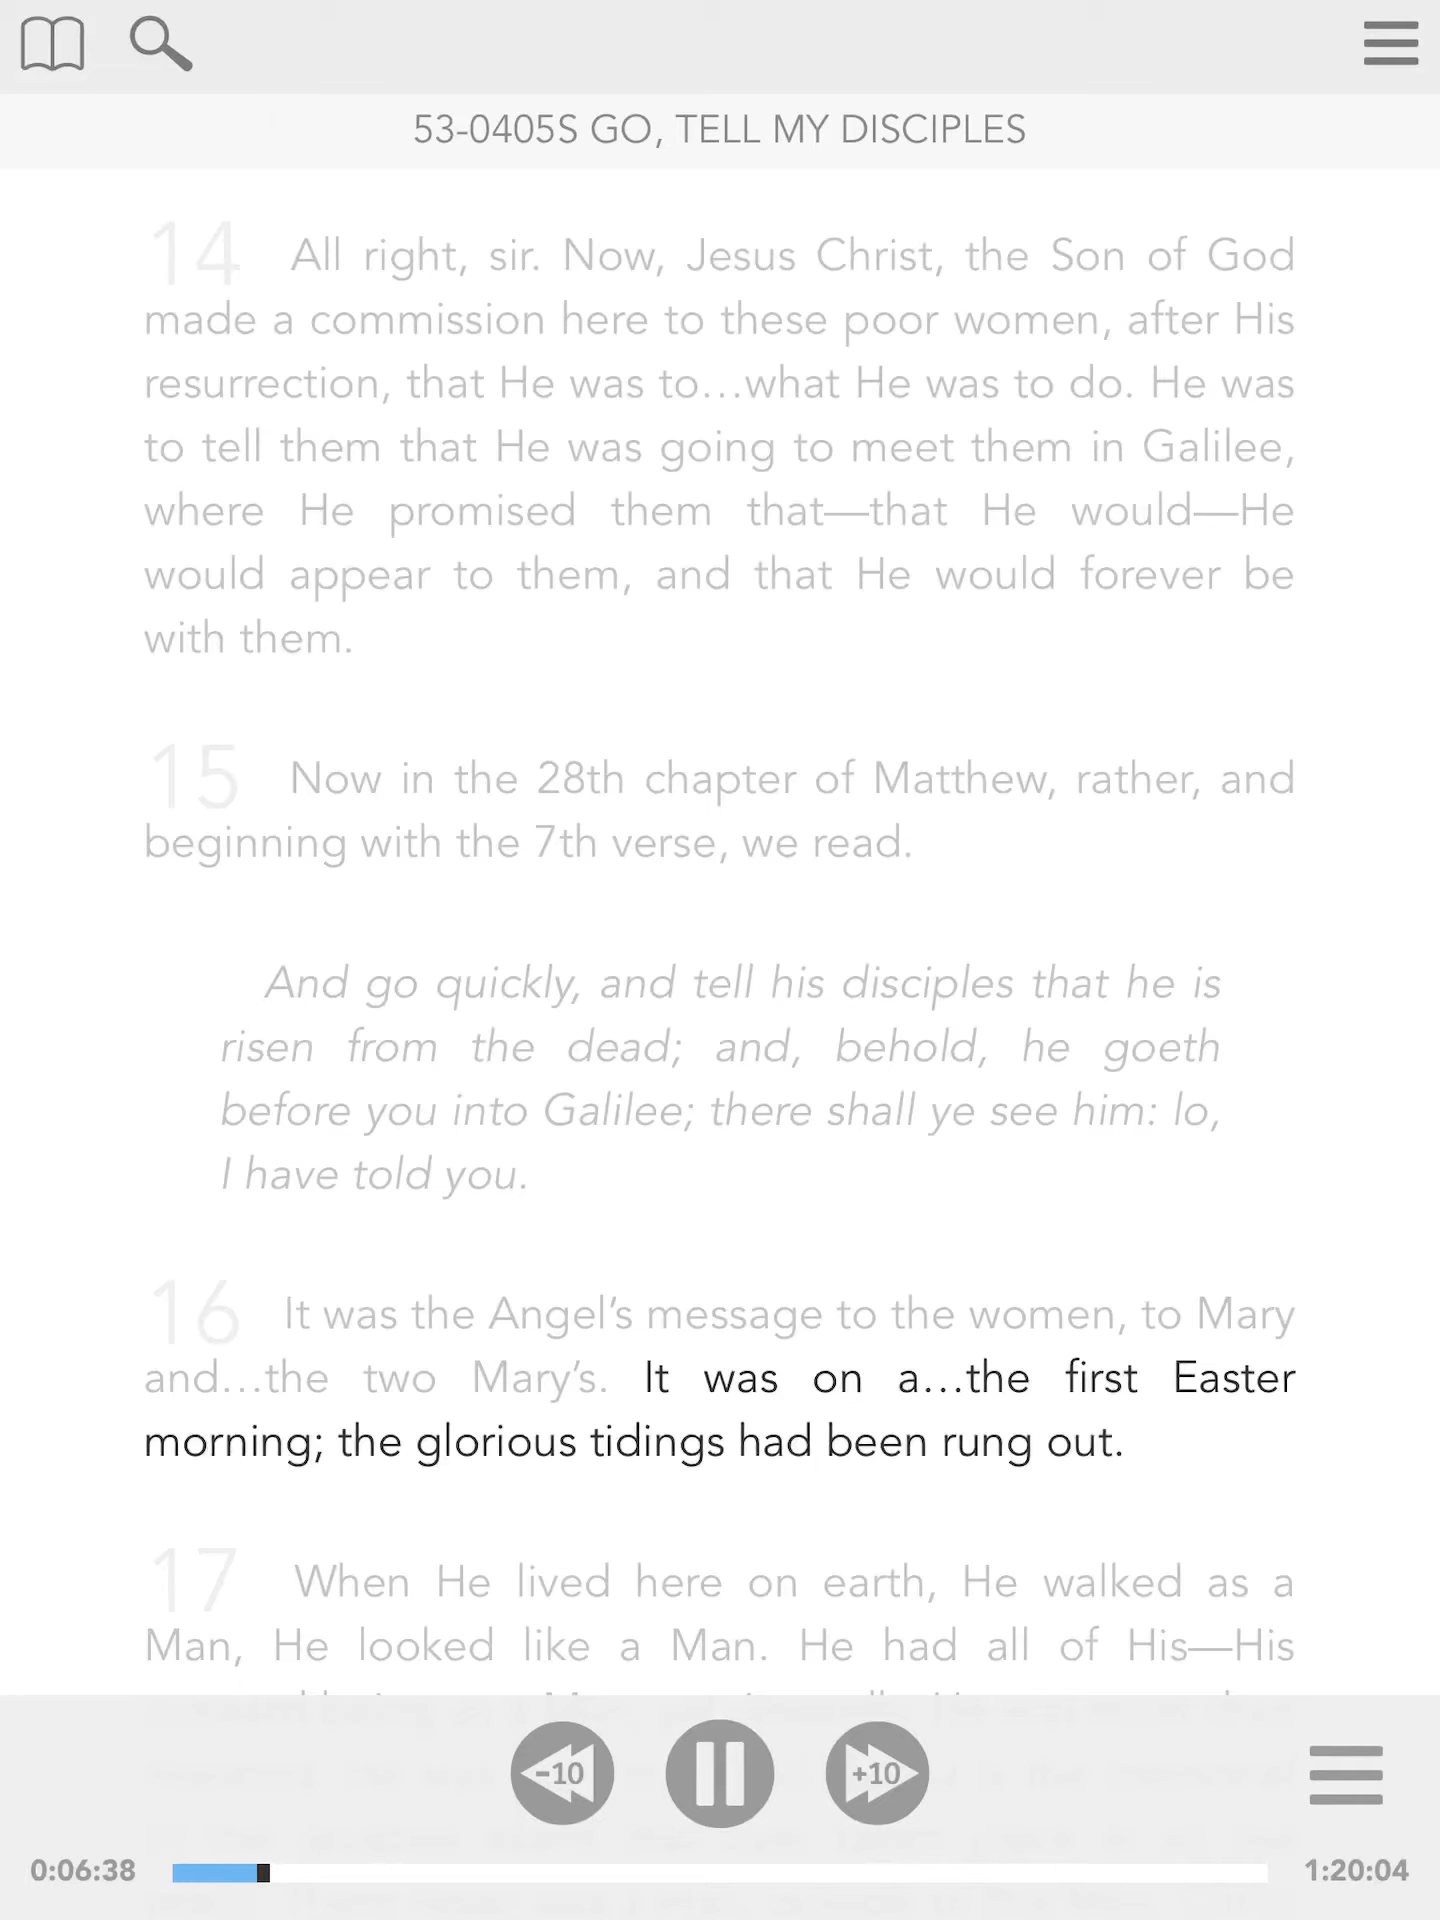 53-0405S GO, TELL MY DISCIPLES
14 All right, sir. Now, Jesus Christ, the Son of God
made a commission here to these poor women, after His
resurrection, that He was to…what He was to do. He was
to tell them that He was going to meet them in Galilee,
where He promised them that—that He would—He
would appear to them, and that He would forever be
with them.
15 Now in the 28th chapter of Matthew, rather, and
beginning with the 7th verse, we read.
And go quickly, and tell his disciples that he is
risen from the dead; and, behold, he goeth
before you into Galilee; there shall ye see him: lo,
I have told you.
16 It was the Angel’s message to the women, to Mary
and…the two Mary’s. It was on a…the first Easter
morning; the glorious tidings had been rung out.
17 When He lived here on earth, He walked as a
Man, He looked like a Man. He had all of His—His
-10 +10
0:06:38 1:20:04